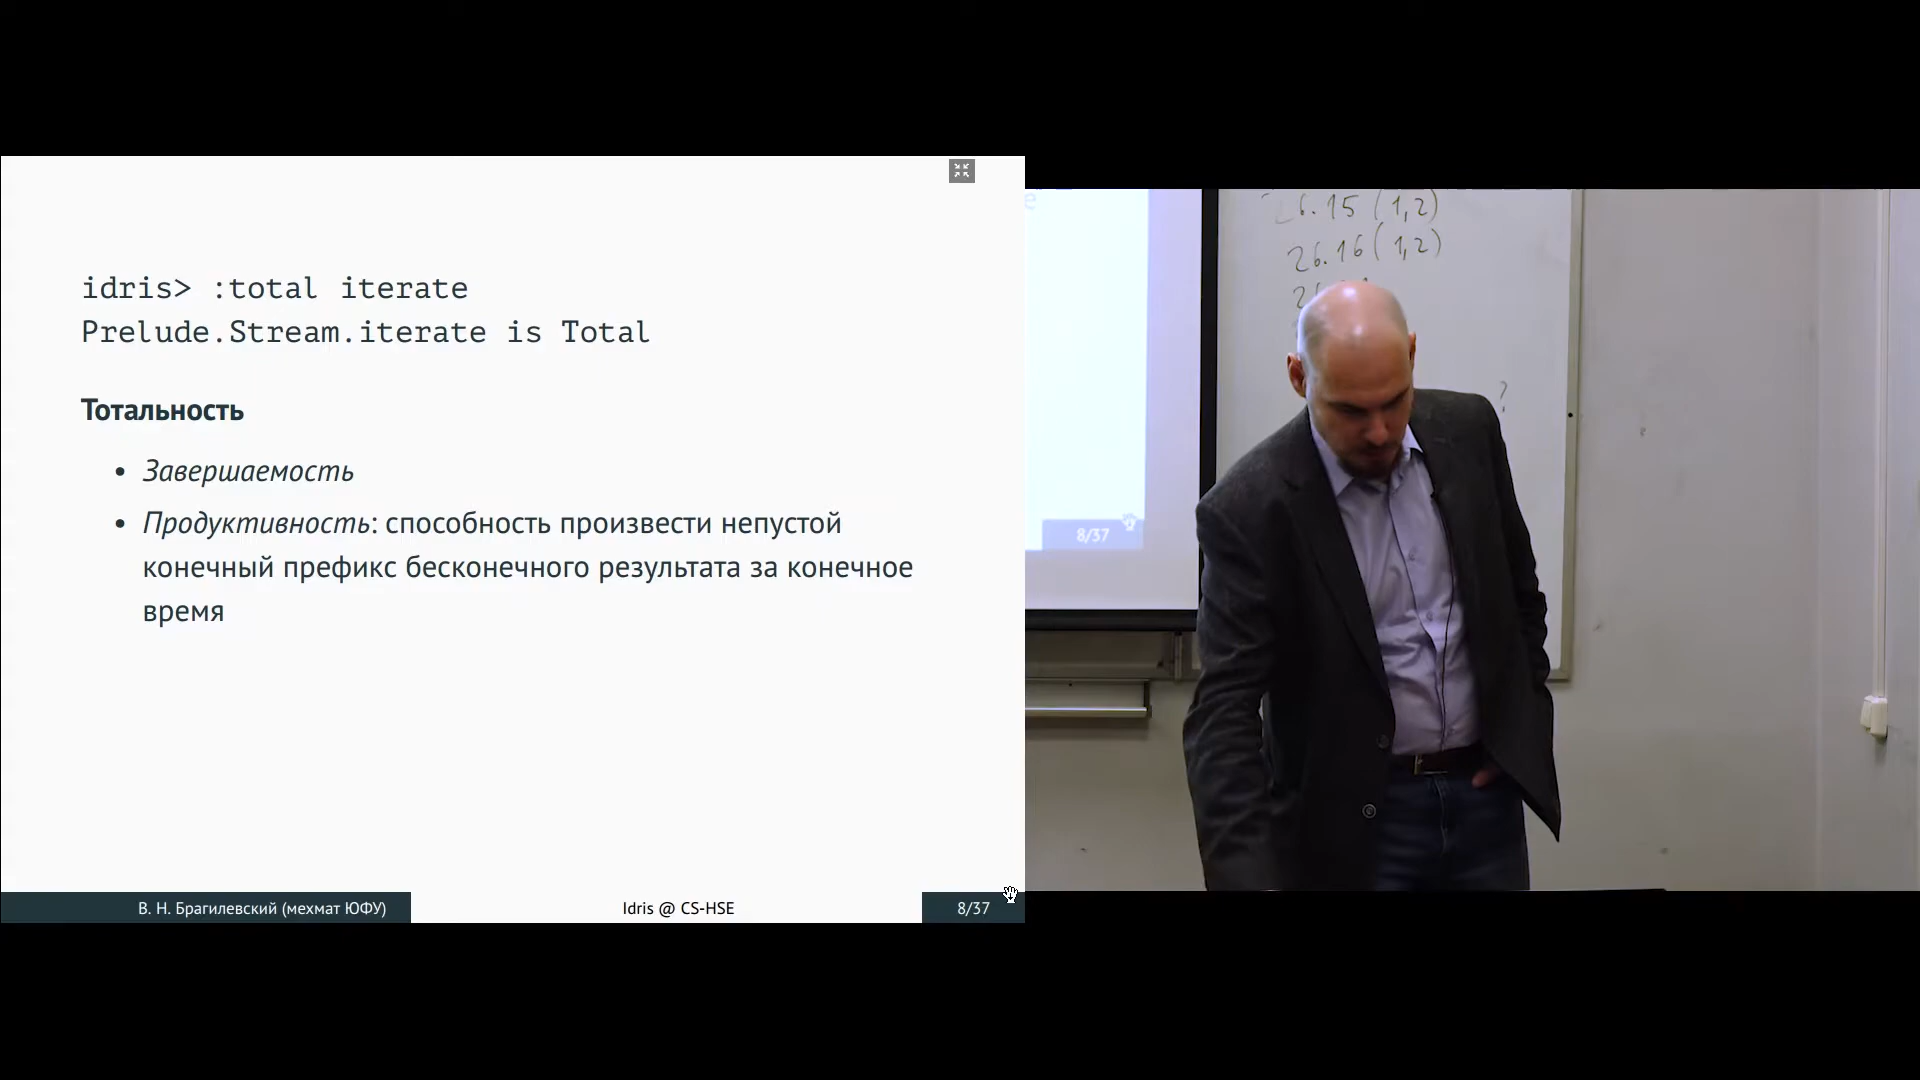 idris> :total iterate
Prelude.Stream.iterate is Total
Тотальность
• Завершаемость
• Продуктивность: способность произвести непустой
конечный префикс бесконечного результата за конечное
время
В. Н. Брагилевский (мехмат ЮФУ)
Idris @ CS-HSE
8/37
26.15 (1,2)
26.16 (1,2)
?
8/37